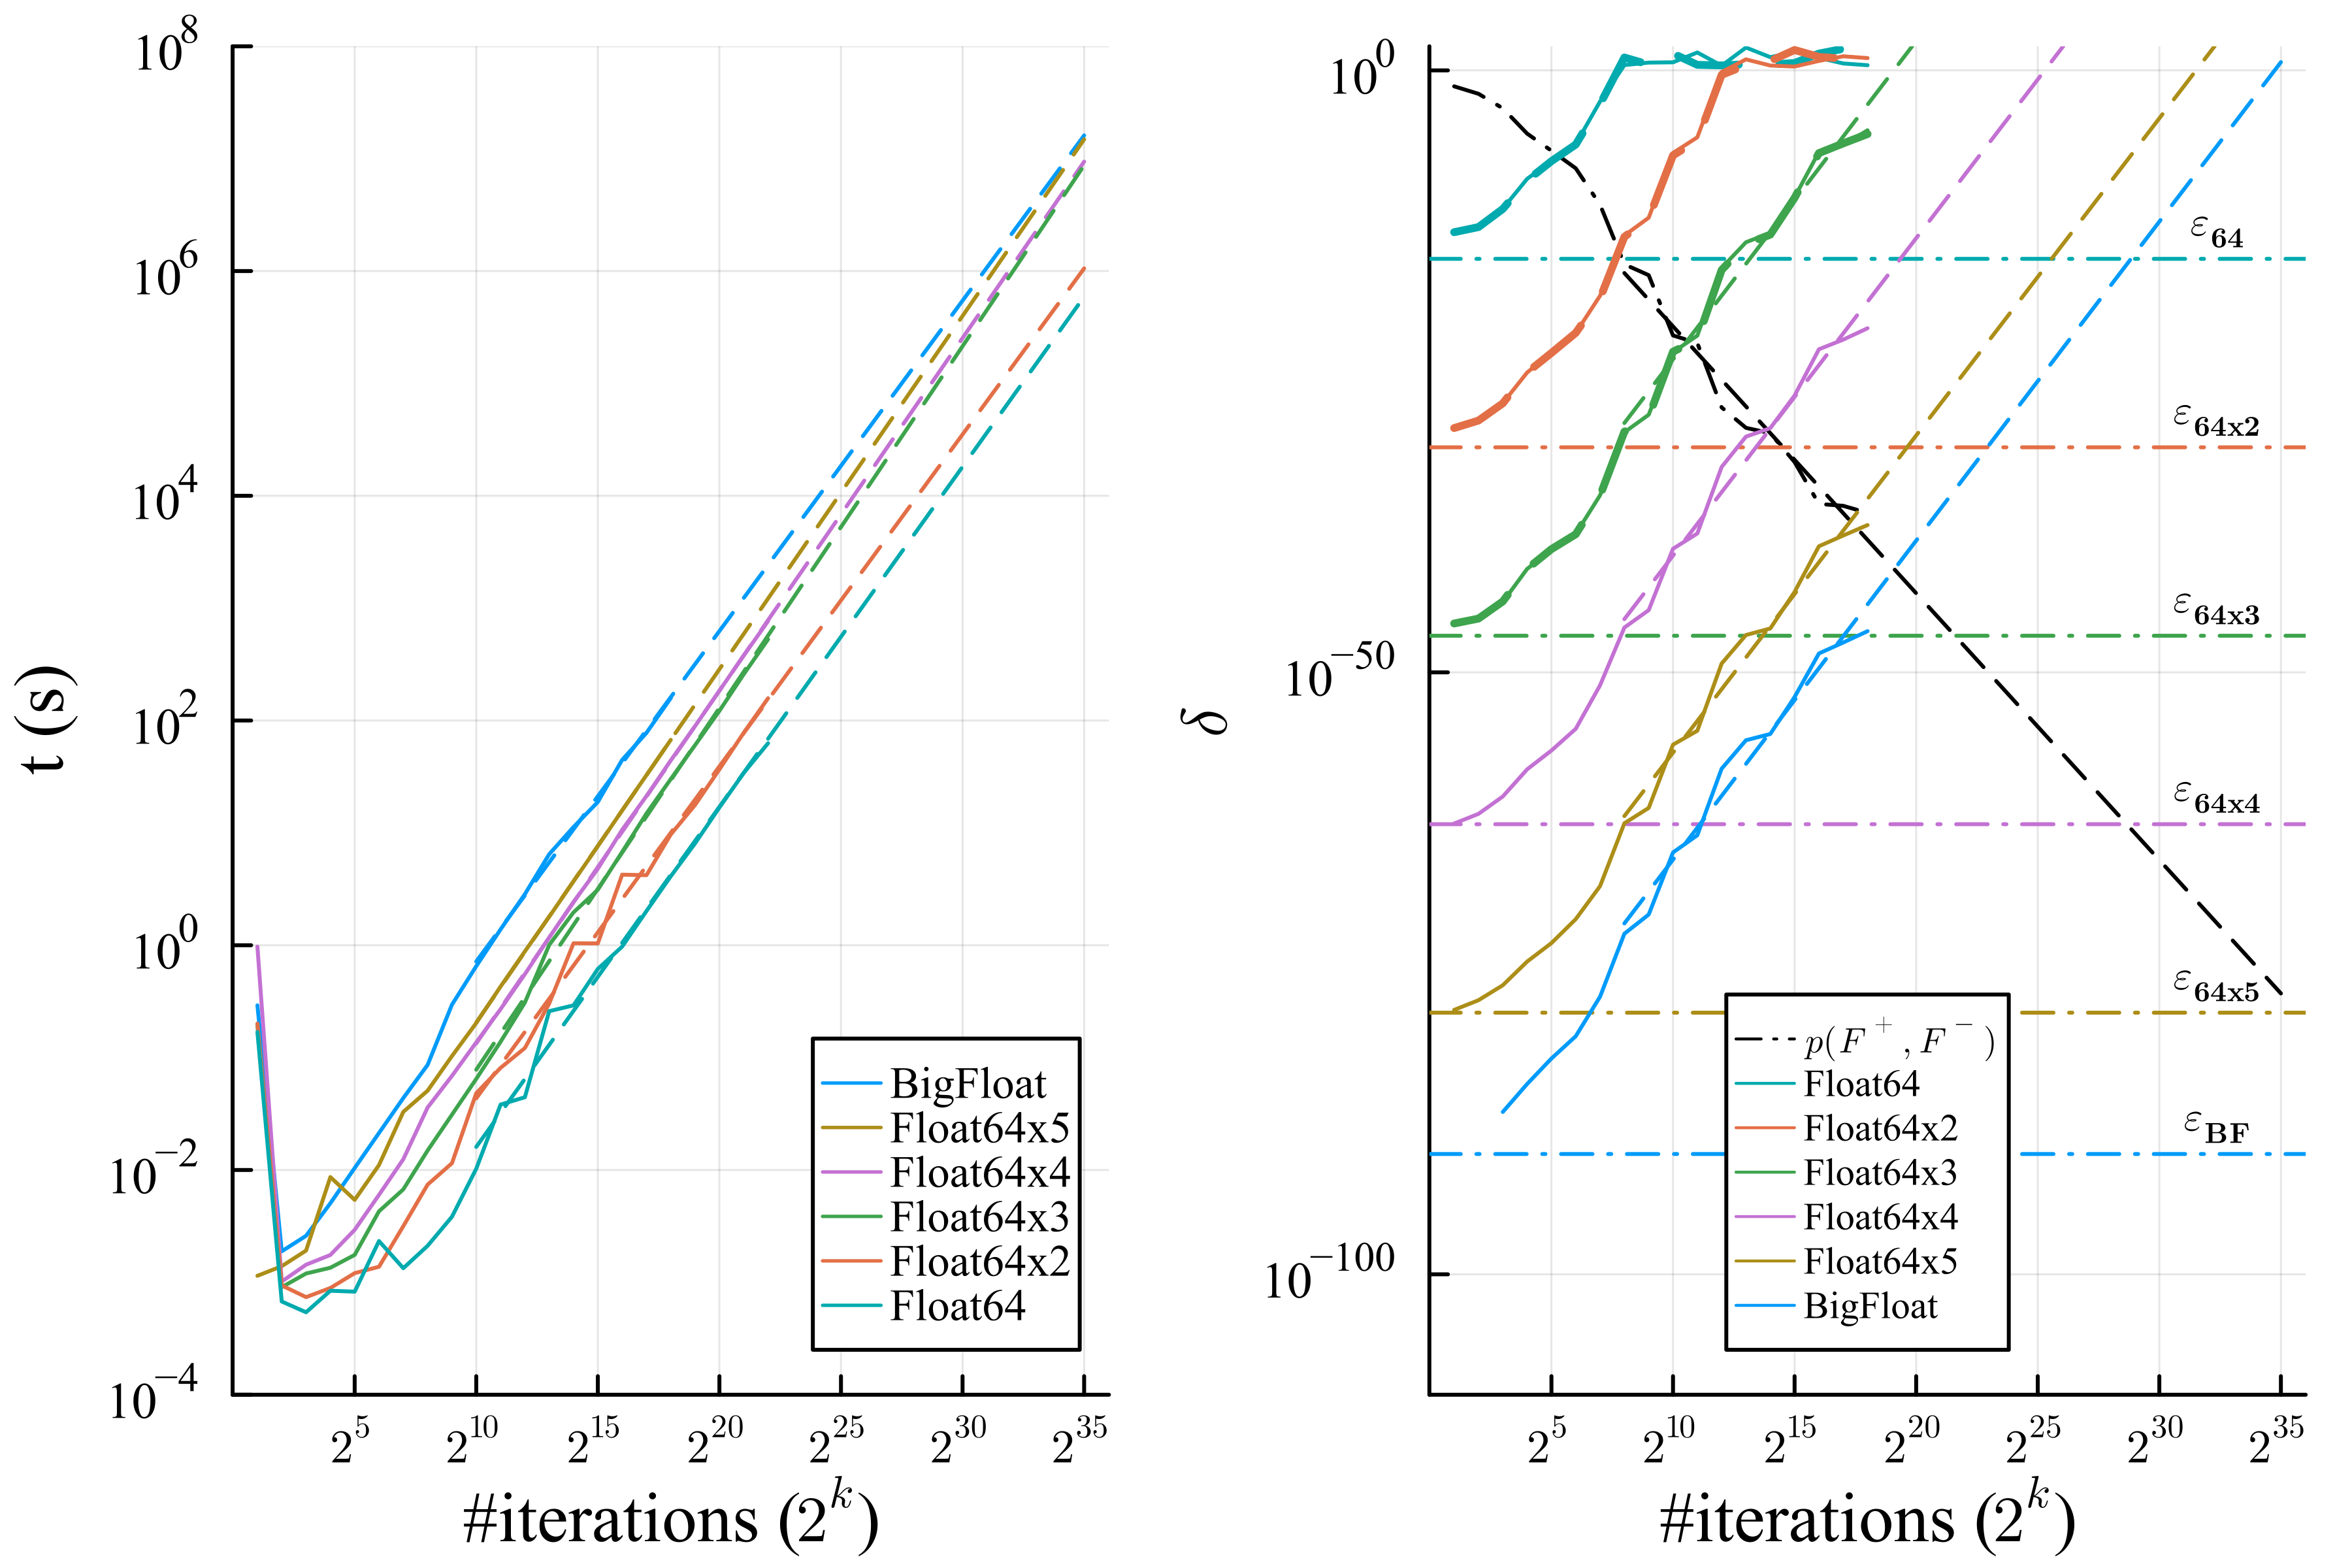 t (s)
10^8
10^6
10^4
10^2
10^0
10^−2
10^−4
2^5 2^10 2^15 2^20 2^25 2^30 2^35
#iterations (2^k)
BigFloat
Float64x5
Float64x4
Float64x3
Float64x2
Float64
δ
10^0
10^−50
10^−100
2^5 2^10 2^15 2^20 2^25 2^30 2^35
#iterations (2^k)
ε_64
ε_64x2
ε_64x3
ε_64x4
ε_64x5
ε_BF
p(F^+, F^−)
Float64
Float64x2
Float64x3
Float64x4
Float64x5
BigFloat